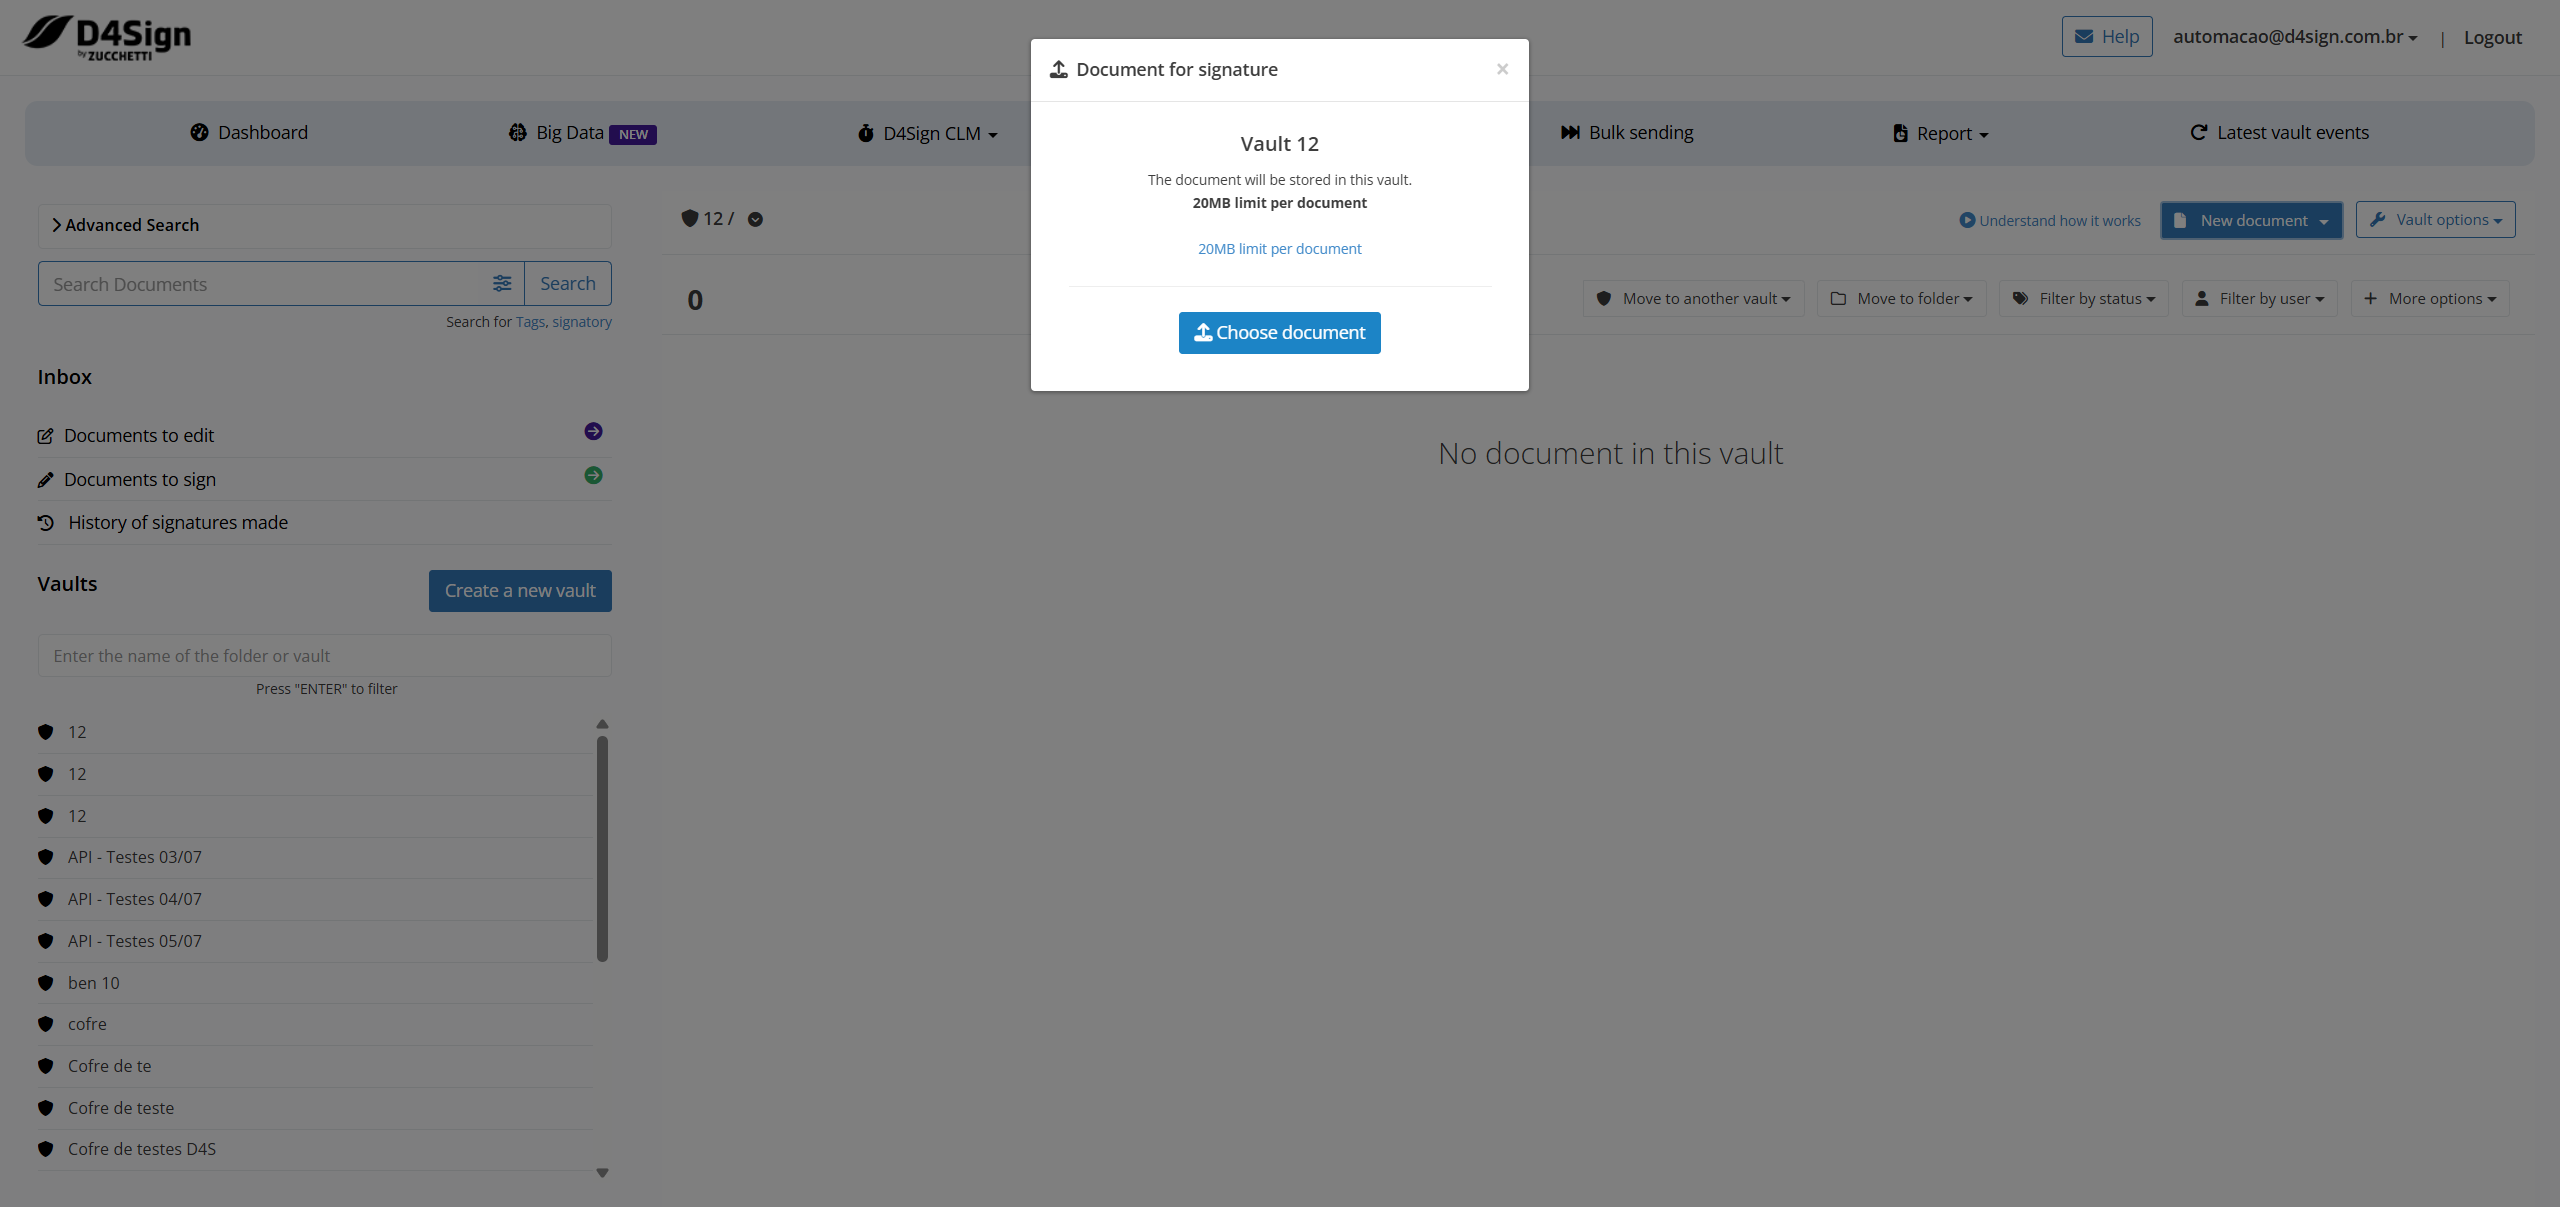 D4Sign
by ZUCCHETTI
Help
automacao@d4sign.com.br
|
Logout
Dashboard
Big Data NEW
D4Sign CLM
Bulk sending
Report
Latest vault events
Document for signature
×
Vault 12
The document will be stored in this vault.
20MB limit per document
20MB limit per document
Choose document
Advanced Search
Search Documents
Search
Search for Tags, signatory
Inbox
Documents to edit
Documents to sign
History of signatures made
Vaults
Create a new vault
Enter the name of the folder or vault
Press "ENTER" to filter
12
12
12
API - Testes 03/07
API - Testes 04/07
API - Testes 05/07
ben 10
cofre
Cofre de te
Cofre de teste
Cofre de testes D4S
12 /
Understand how it works
New document
Vault options
0
Move to another vault
Move to folder
Filter by status
Filter by user
More options
No document in this vault